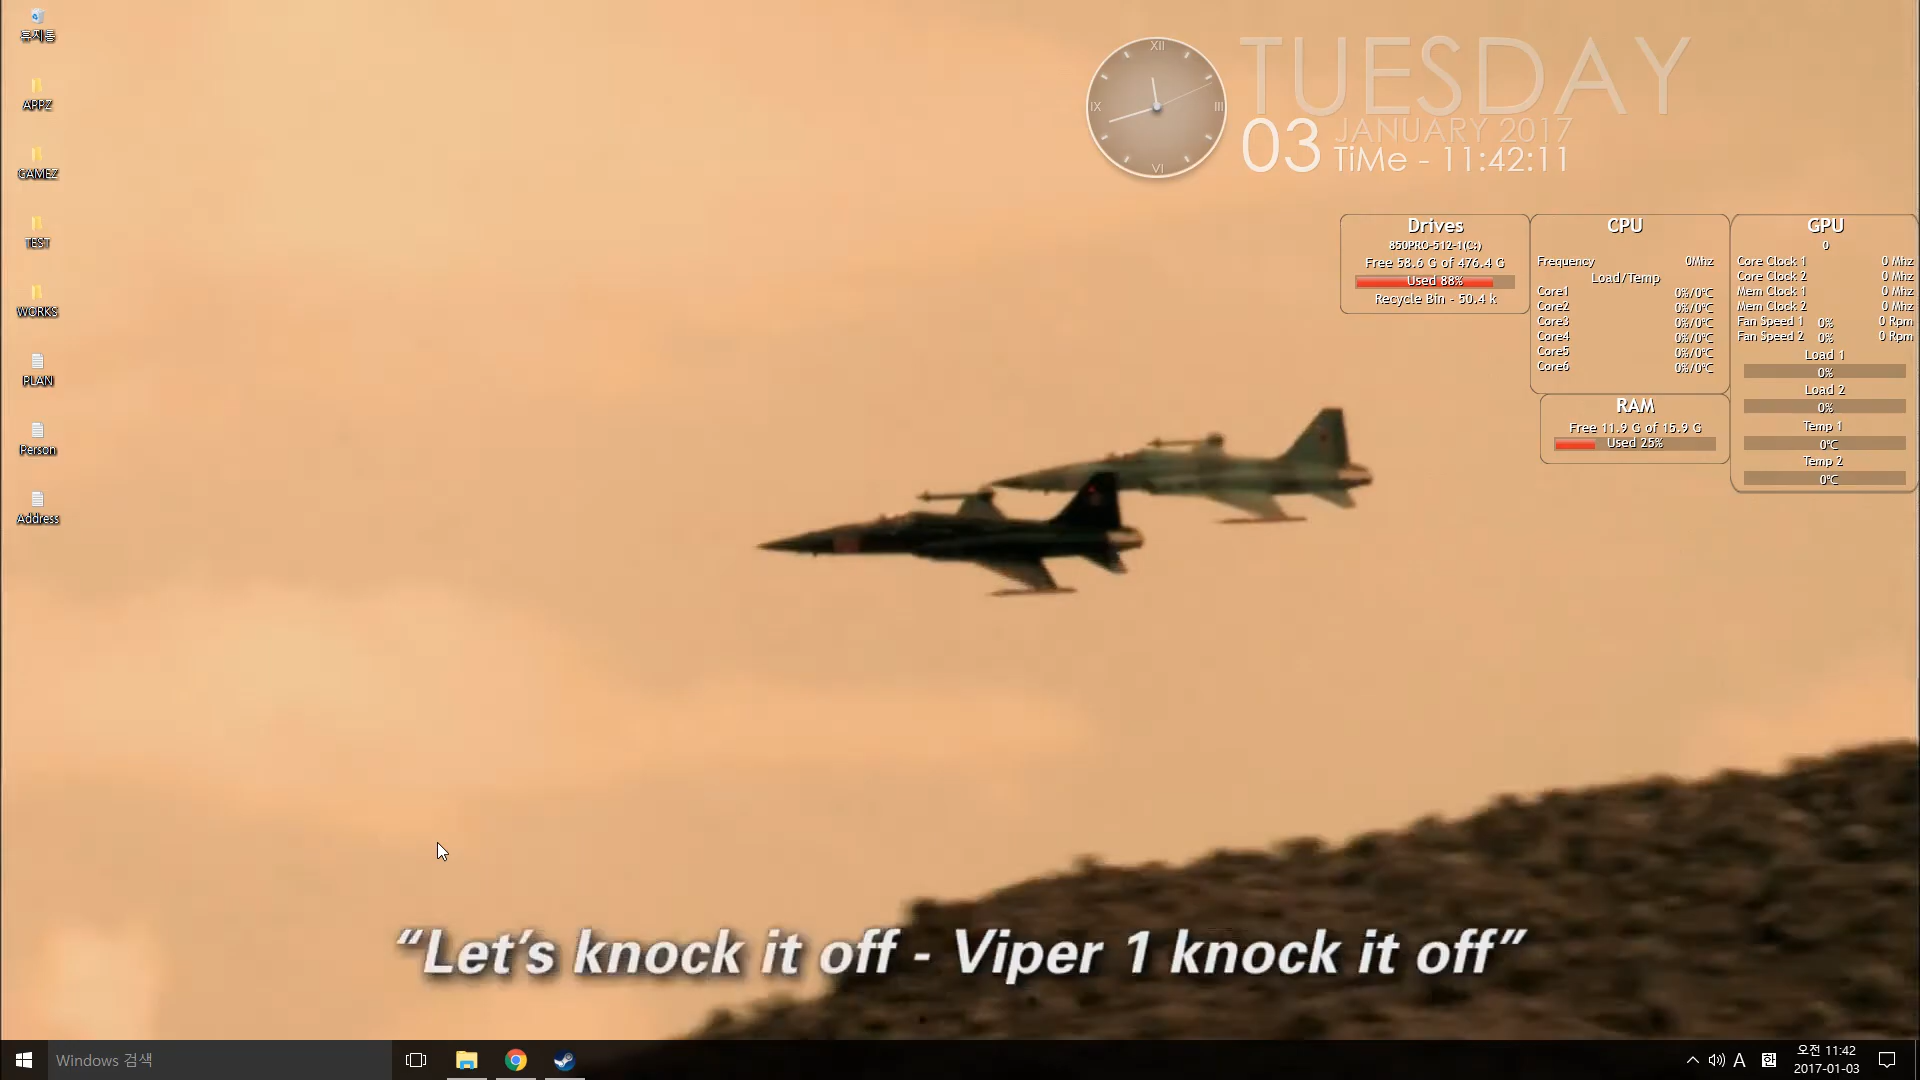 휴지통
APPZ
GAMEZ
TEST
WORKS
PLAN
Person
Address
XII
III
VI
IX
TUESDAY
03
JANUARY 2017
TiMe - 11:42:11
Drives
850PRO-512-1(C:)
Free 58.6 G of 476.4 G
Used 88%
Recycle Bin - 50.4 k
CPU
Frequency 0Mhz
Load/Temp
Core1 0%/0°C
Core2 0%/0°C
Core3 0%/0°C
Core4 0%/0°C
Core5 0%/0°C
Core6 0%/0°C
RAM
Free 11.9 G of 15.9 G
Used 25%
GPU
0
Core Clock 1 0 Mhz
Core Clock 2 0 Mhz
Mem Clock 1 0 Mhz
Mem Clock 2 0 Mhz
Fan Speed 1 0% 0 Rpm
Fan Speed 2 0% 0 Rpm
Load 1
0%
Load 2
0%
Temp 1
0°C
Temp 2
0°C
“Let’s knock it off - Viper 1 knock it off”
Windows 검색
A
한
오전 11:42
2017-01-03